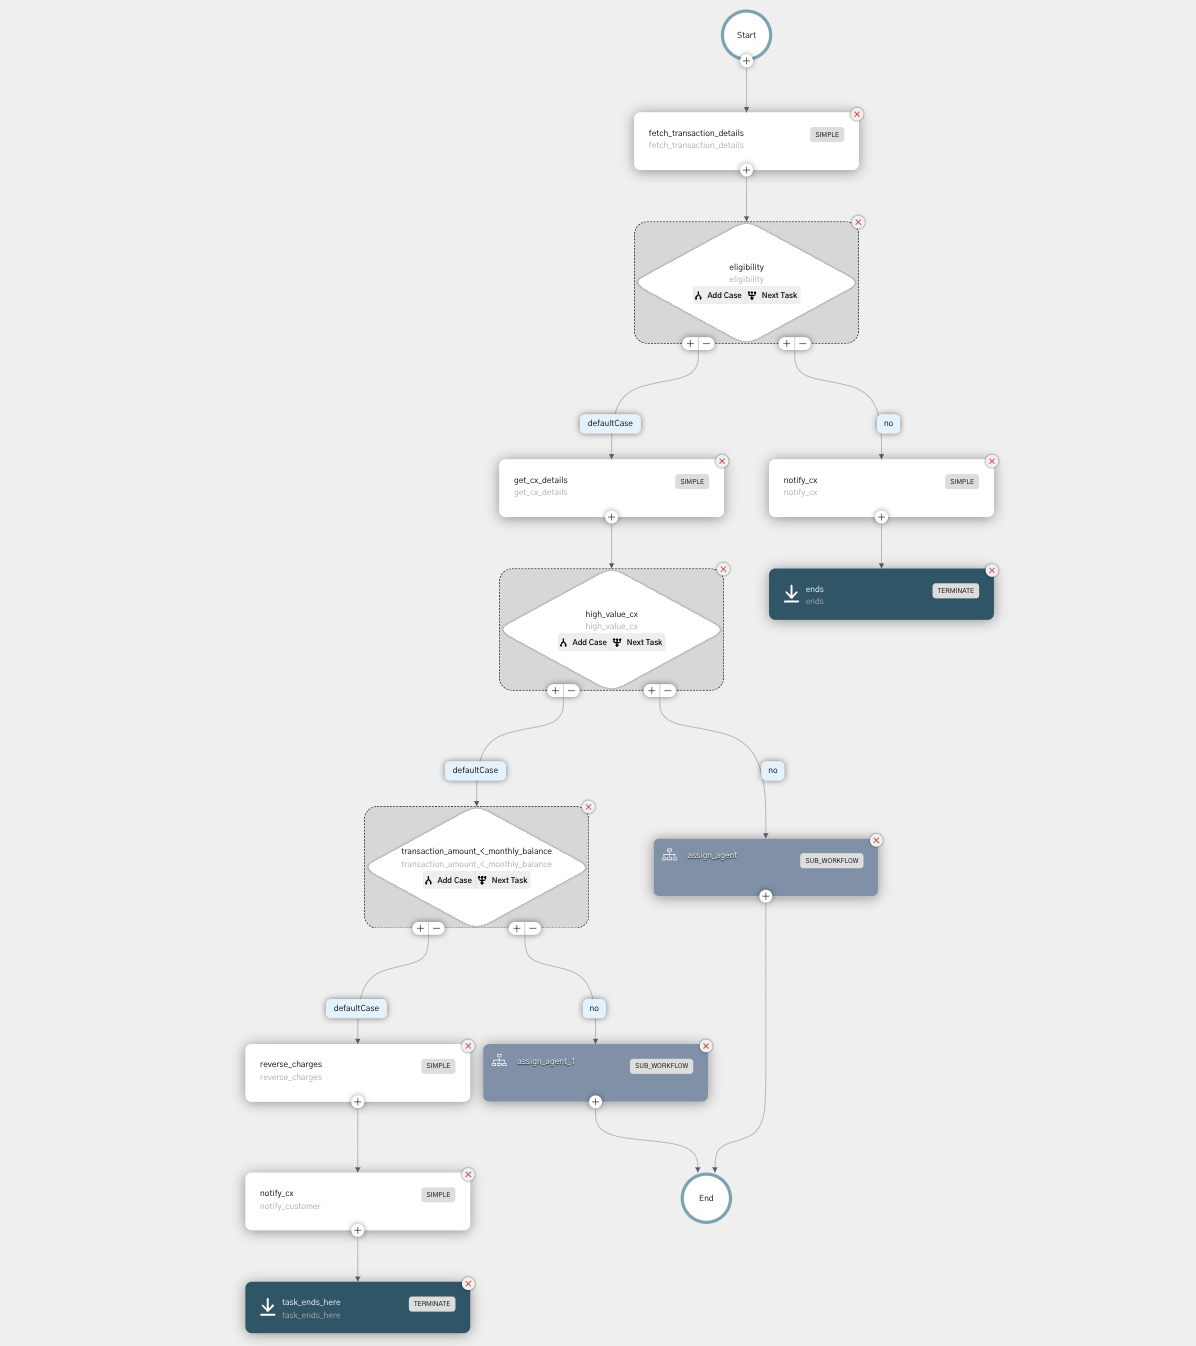 Start
fetch_transaction_details
SIMPLE
fetch_transaction_details
eligibility
eligibility
Add Case Next Task
defaultCase
no
get_cx_details
SIMPLE
get_cx_details
notify_cx
SIMPLE
notify_cx
high_value_cx
high_value_cx
Add Case Next Task
ends
TERMINATE
ends
defaultCase
no
transaction_amount_<_monthly_balance
transaction_amount_<_monthly_balance
Add Case Next Task
assign_agent
SUB_WORKFLOW
defaultCase
no
reverse_charges
SIMPLE
reverse_charges
assign_agent_1
SUB_WORKFLOW
notify_cx
SIMPLE
notify_customer
End
task_ends_here
TERMINATE
task_ends_here